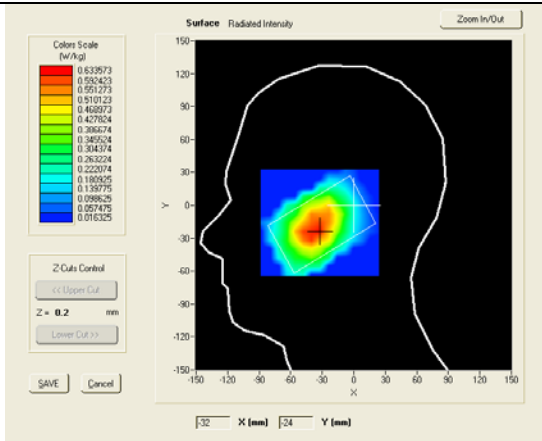 Surface Radiated Intensity
Zoom In/Out
Colors Scale
(W/kg)
0.633573
0.592423
0.551273
0.510123
0.468973
0.427824
0.386674
0.345524
0.304374
0.263224
0.222074
0.180925
0.139775
0.098625
0.057475
0.016325
150
120
90
60
30
0
-30
-60
-90
-120
-150
Y
-150 -120 -90 -60 -30 0 30 60 90 120 150
X
Z-Cuts Control
<< Upper Cut
Z = 0.2 mm
Lower Cut >>
SAVE Cancel
-32 X (mm) -24 Y (mm)